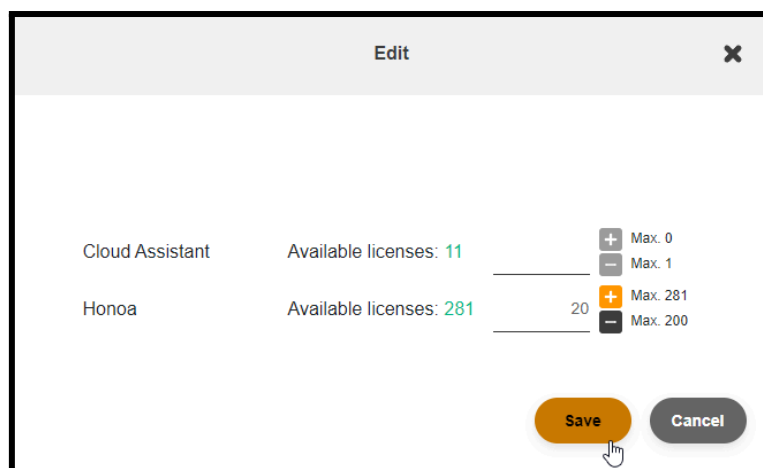 Edit
Cloud Assistant Available licenses: 11 Max. 0
Max. 1
Honoa Available licenses: 281 20 Max. 281
Max. 200
Save Cancel